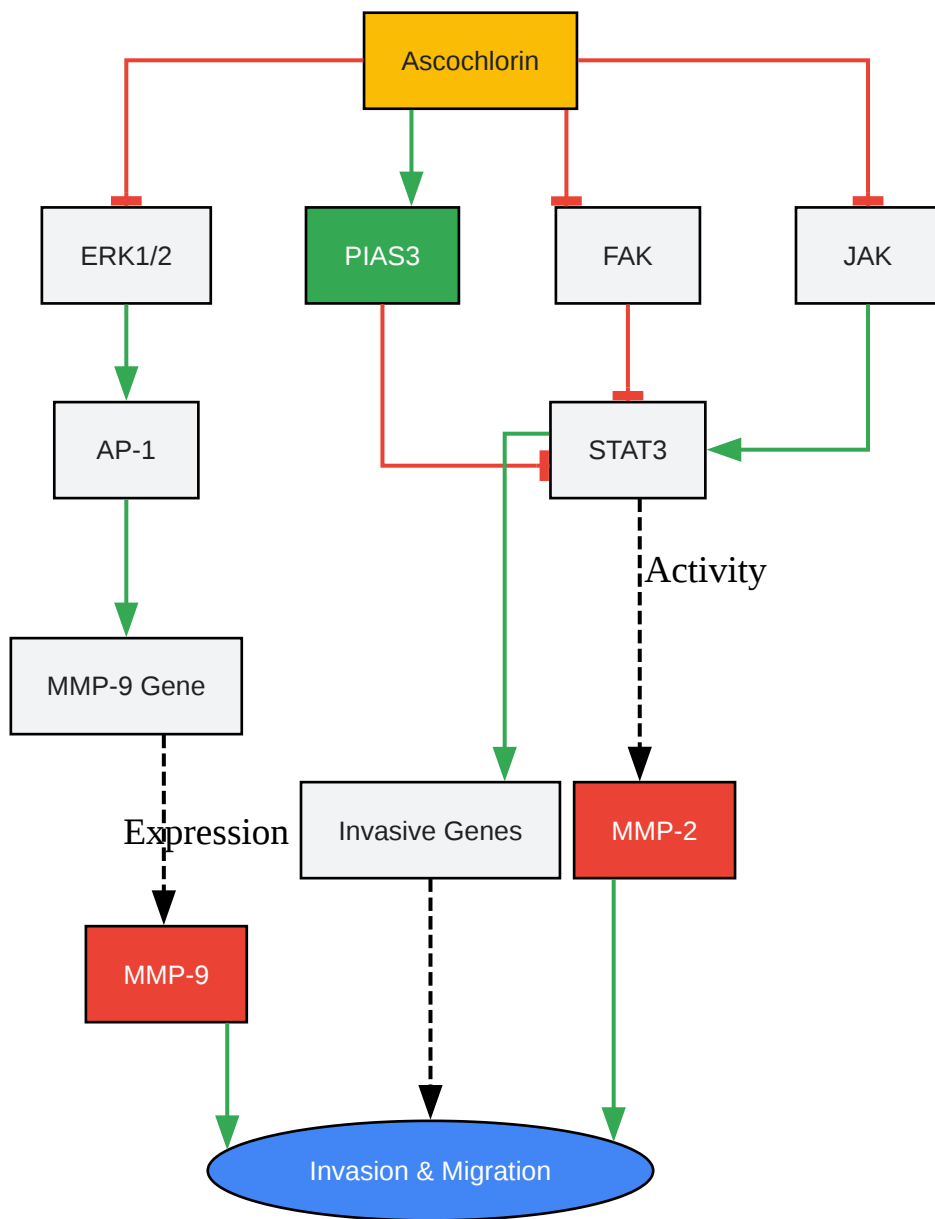 Ascochlorin
ERK1/2
PIAS3
FAK
JAK
AP-1
STAT3
Activity
MMP-9 Gene
Expression
Invasive Genes
MMP-2
MMP-9
Invasion & Migration